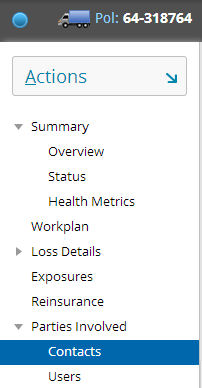 Pol: 64-318764
Actions
Summary
Overview
Status
Health Metrics
Workplan
Loss Details
Exposures
Reinsurance
Parties Involved
Contacts
Users